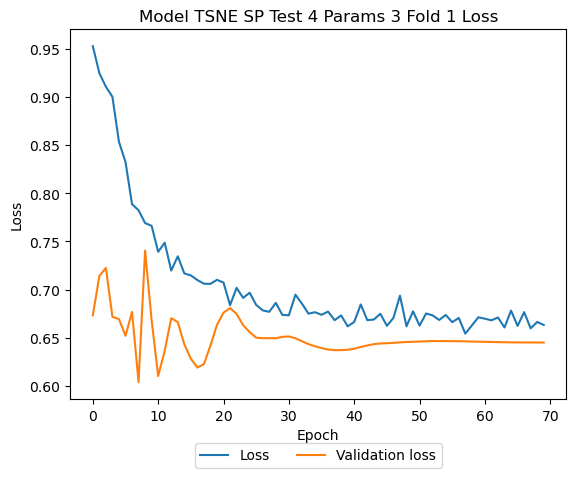 Model TSNE SP Test 4 Params 3 Fold 1 Loss
Loss
0.95
0.90
0.85
0.80
0.75
0.70
0.65
0.60
0 10 20 30 40 50 60 70
Epoch
Loss Validation loss